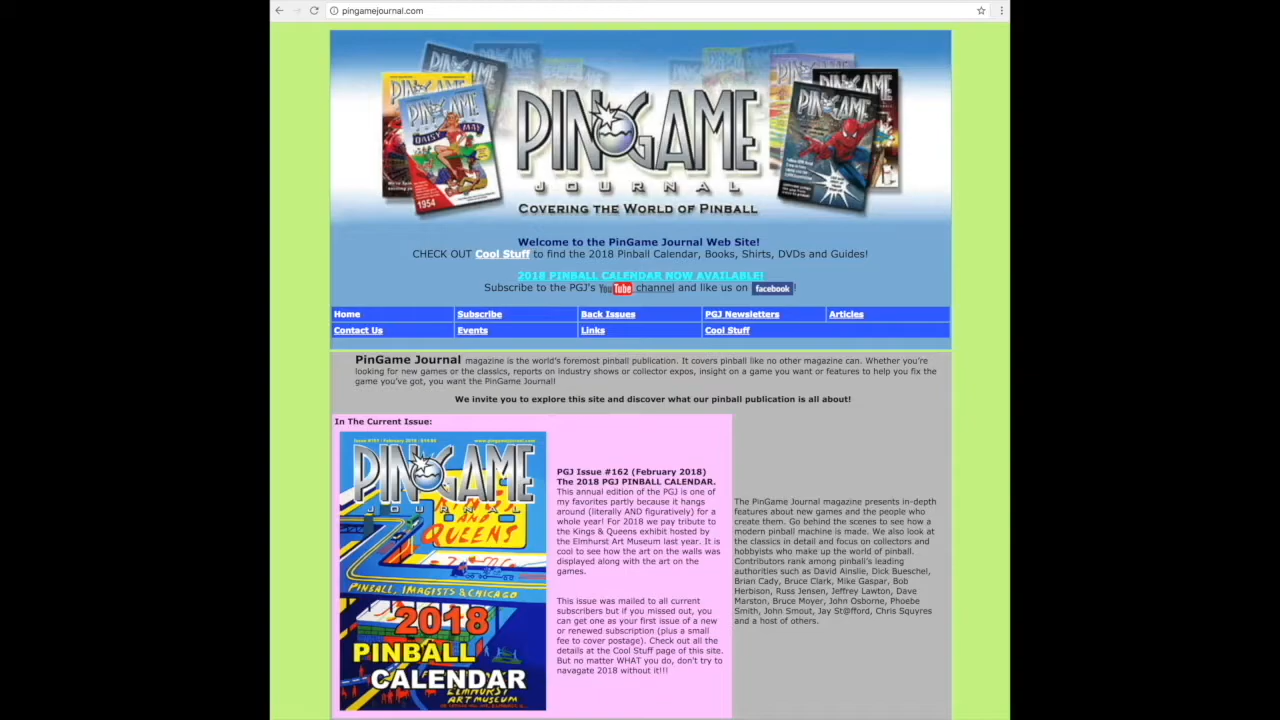 pingamejournal.com
PINGAME
JOURNAL
COVERING THE WORLD OF PINBALL
DAISY MAY
1954
Welcome to the PinGame Journal Web Site!
CHECK OUT Cool Stuff to find the 2018 Pinball Calendar, Books, Shirts, DVDs and Guides!
2018 PINBALL CALENDAR NOW AVAILABLE!
Subscribe to the PGJ's YouTube channel and like us on facebook!
Home Subscribe Back Issues PGJ Newsletters Articles
Contact Us Events Links Cool Stuff
PinGame Journal magazine is the world's foremost pinball publication. It covers pinball like no other magazine can. Whether you're
looking for new games or the classics, reports on industry shows or collector expos, insight on a game you want or features to help you fix the
game you've got, you want the PinGame Journal!
We invite you to explore this site and discover what our pinball publication is all about!
In The Current Issue:
www.pingamejournal.com
PINGAME
JOURNAL
KINGS
AND
QUEENS
PINBALL, IMAGISTS & CHICAGO
2018
PINBALL
CALENDAR
ELMHURST
ART MUSEUM
PGJ Issue #162 (February 2018)
The 2018 PGJ PINBALL CALENDAR.
This annual edition of the PGJ is one of
my favorites partly because it hangs
around (literally AND figuratively) for a
whole year! For 2018 we pay tribute to
the Kings & Queens exhibit hosted by
the Elmhurst Art Museum last year. It is
cool to see how the art on the walls was
displayed along with the art on the
games.
This issue was mailed to all current
subscribers but if you missed out, you
can get one as your first issue of a new
or renewed subscription (plus a small
fee to cover postage). Check out all the
details at the Cool Stuff page of this site.
But no matter WHAT you do, don't try to
navagate 2018 without it!!!
The PinGame Journal magazine presents in-depth
features about new games and the people who
create them. Go behind the scenes to see how a
modern pinball machine is made. We also look at
the classics in detail and focus on collectors and
hobbyists who make up the world of pinball.
Contributors rank among pinball's leading
authorities such as David Ainslie, Dick Bueschel,
Brian Cady, Bruce Clark, Mike Gaspar, Bob
Herbison, Russ Jensen, Jeffrey Lawton, Dave
Marston, Bruce Moyer, John Osborne, Phoebe
Smith, John Smout, Jay St@fford, Chris Squyres
and a host of others.